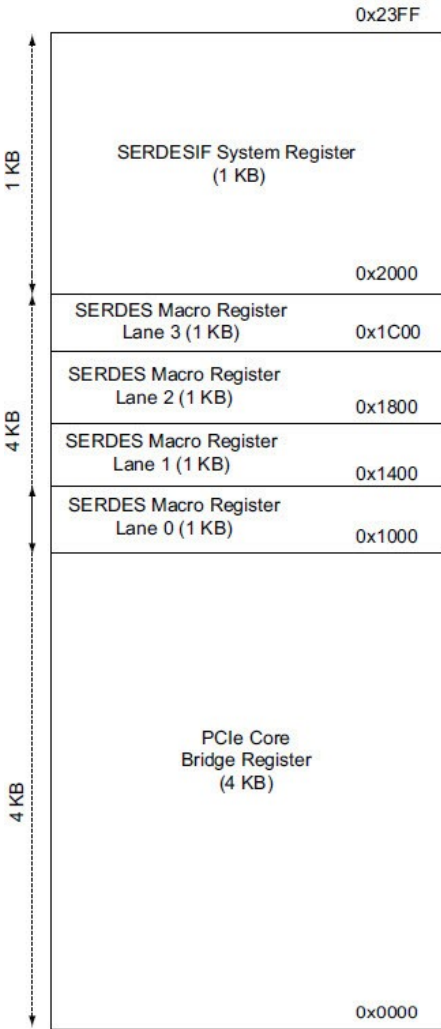 0x23FF
1 KB
SERDESIF System Register
(1 KB)
0x2000
4 KB
SERDES Macro Register
Lane 3 (1 KB)
0x1C00
SERDES Macro Register
Lane 2 (1 KB)
0x1800
SERDES Macro Register
Lane 1 (1 KB)
0x1400
SERDES Macro Register
Lane 0 (1 KB)
0x1000
4 KB
PCIe Core
Bridge Register
(4 KB)
0x0000